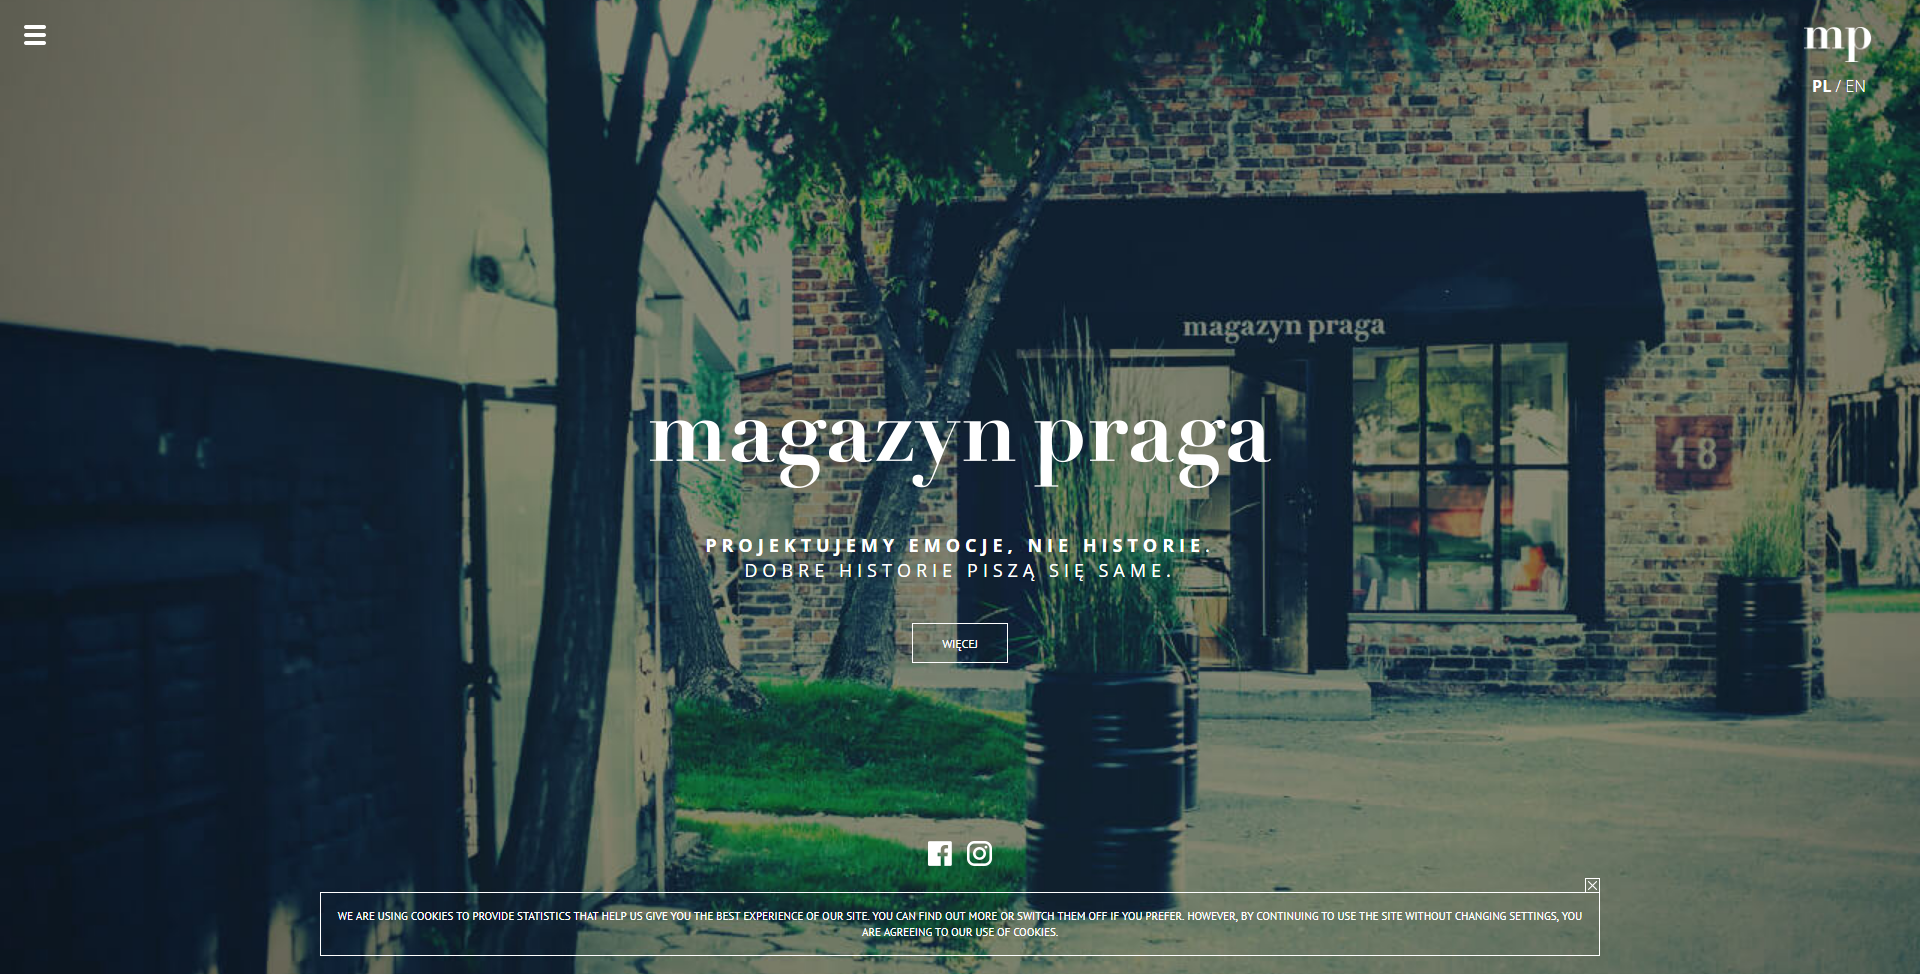 mp
PL / EN
magazyn praga
18
magazyn praga
PROJEKTUJEMY EMOCJE, NIE HISTORIE.
DOBRE HISTORIE PISZĄ SIĘ SAME.
WIĘCEJ
WE ARE USING COOKIES TO PROVIDE STATISTICS THAT HELP US GIVE YOU THE BEST EXPERIENCE OF OUR SITE. YOU CAN FIND OUT MORE OR SWITCH THEM OFF IF YOU PREFER. HOWEVER, BY CONTINUING TO USE THE SITE WITHOUT CHANGING SETTINGS, YOU
ARE AGREEING TO OUR USE OF COOKIES.